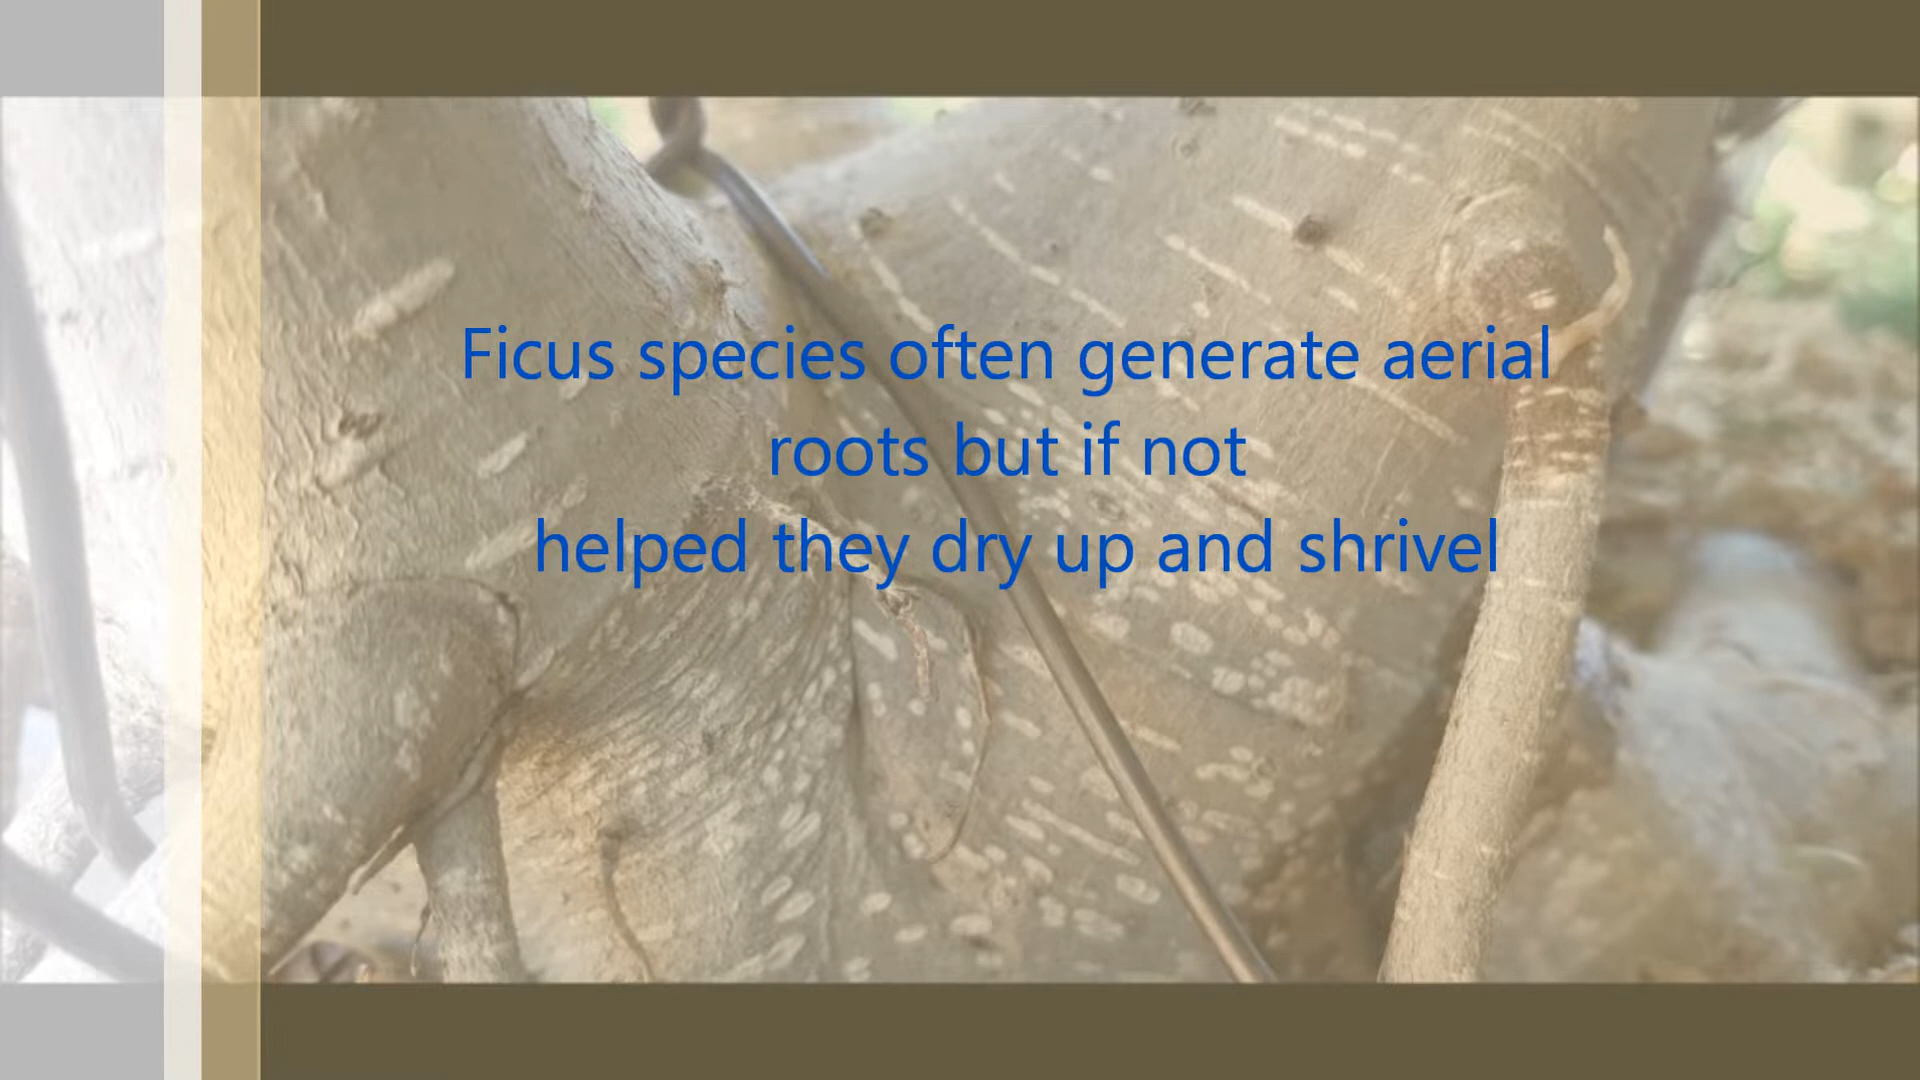 Ficus species often generate aerial
roots but if not
helped they dry up and shrivel